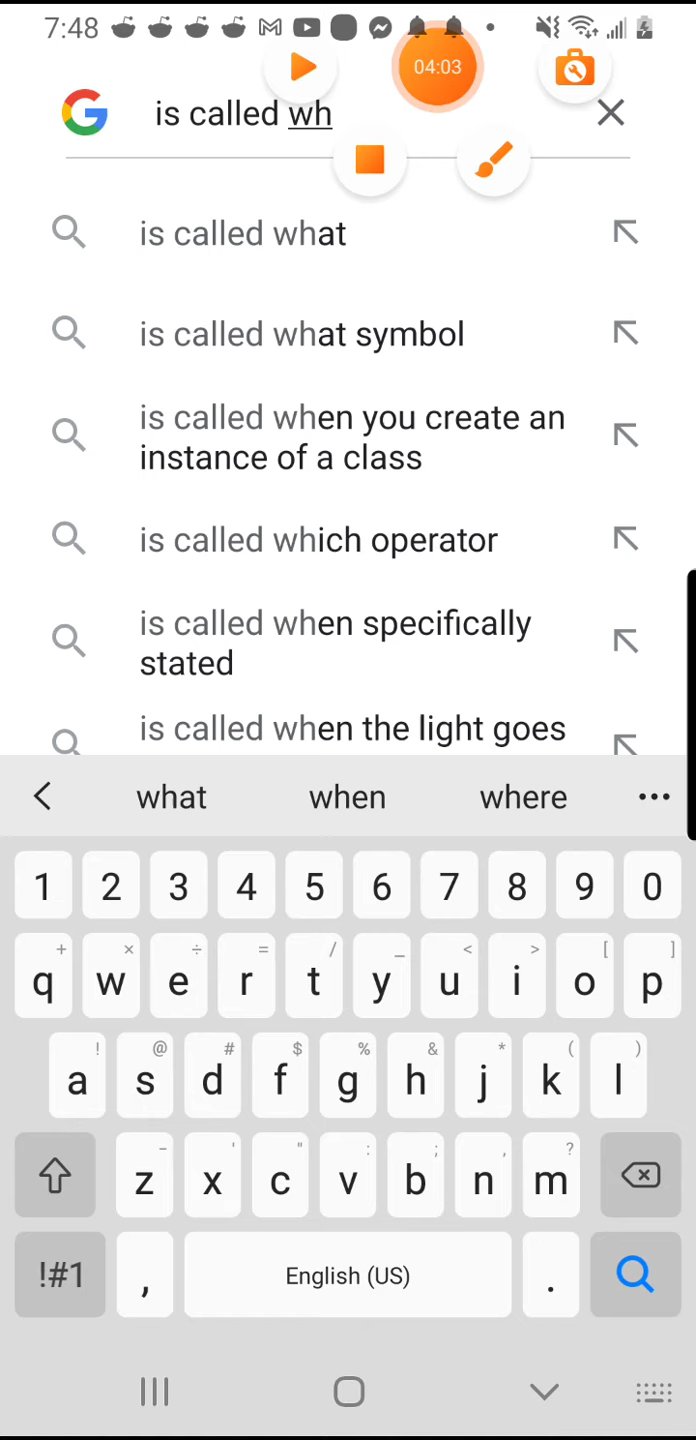 7:48
04:03
is called wh
is called what
is called what symbol
is called when you create an
instance of a class
is called which operator
is called when specifically
stated
is called when the light goes
what when where
1 2 3 4 5 6 7 8 9 0
+ × ÷ = / _ < > [ ]
q w e r t y u i o p
! @ # $ % & * ( )
a s d f g h j k l
- ' " : ; , ?
z x c v b n m
!#1 , English (US) .